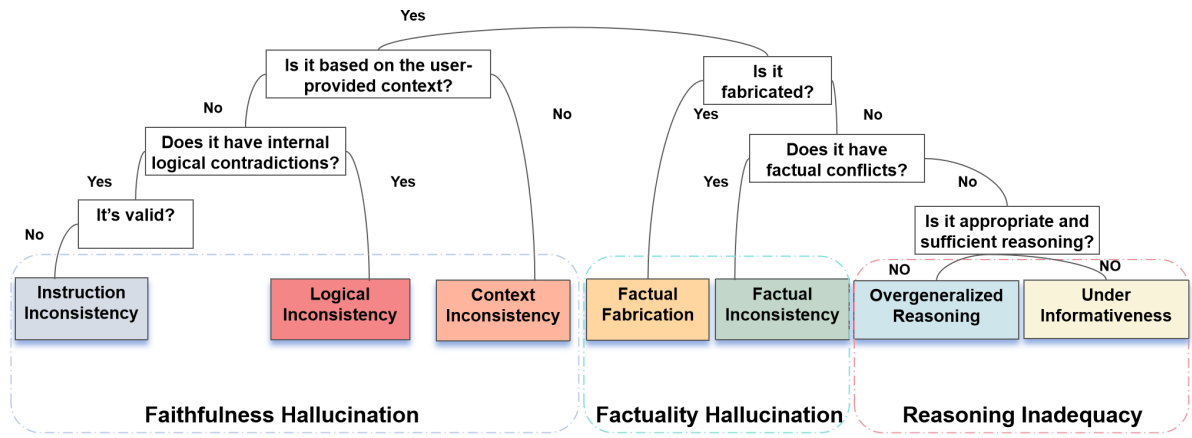 Yes
Is it based on the user-
provided context?
Is it
fabricated?
No
No
Yes
No
Does it have internal
logical contradictions?
Does it have
factual conflicts?
Yes
Yes
Yes
No
It's valid?
Is it appropriate and
sufficient reasoning?
No
NO
NO
Instruction
Inconsistency
Logical
Inconsistency
Context
Inconsistency
Factual
Fabrication
Factual
Inconsistency
Overgeneralized
Reasoning
Under
Informativeness
Faithfulness Hallucination
Factuality Hallucination
Reasoning Inadequacy